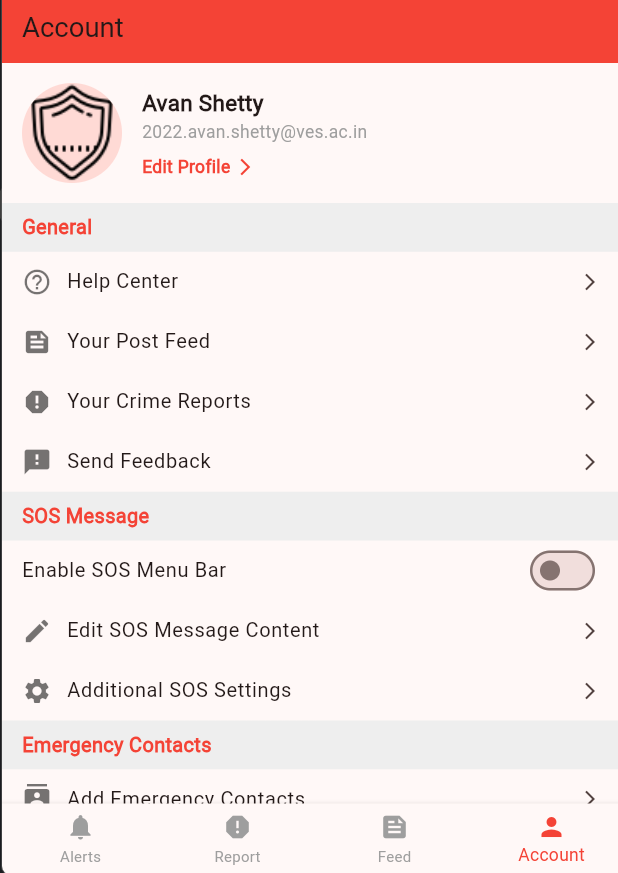 Account
Avan Shetty
2022.avan.shetty@ves.ac.in
Edit Profile
General
Help Center
Your Post Feed
Your Crime Reports
Send Feedback
SOS Message
Enable SOS Menu Bar
Edit SOS Message Content
Additional SOS Settings
Emergency Contacts
Add Emergency Contacts
Alerts
Report
Feed
Account